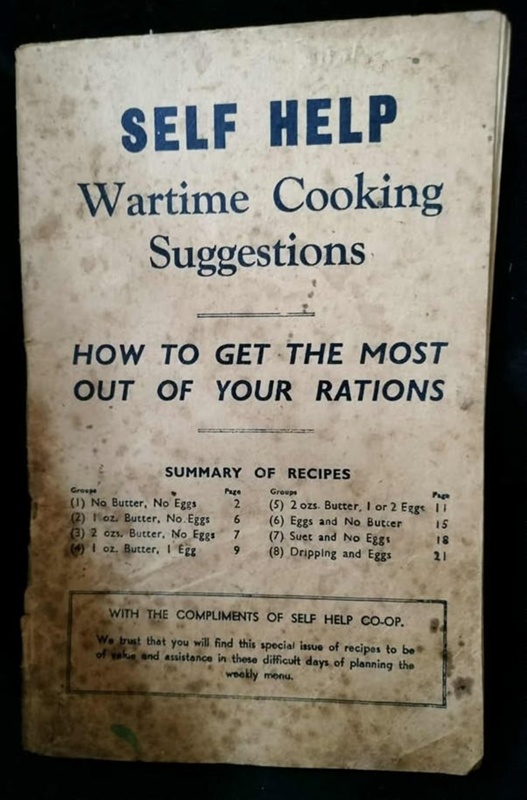 SELF HELP
Wartime Cooking
Suggestions
HOW TO GET THE MOST
OUT OF YOUR RATIONS
SUMMARY OF RECIPES
Groups Page
(1) No Butter, No Eggs 2
(2) 1 oz. Butter, No Eggs 6
(3) 2 ozs. Butter, No Eggs 7
(4) 1 oz. Butter, 1 Egg 9
Groups Page
(5) 2 ozs. Butter, 1 or 2 Eggs 11
(6) Eggs and No Butter 15
(7) Suet and No Eggs 18
(8) Dripping and Eggs 21
WITH THE COMPLIMENTS OF SELF HELP CO-OP.
We trust that you will find this special issue of recipes to be
of value and assistance in these difficult days of planning the
weekly menu.